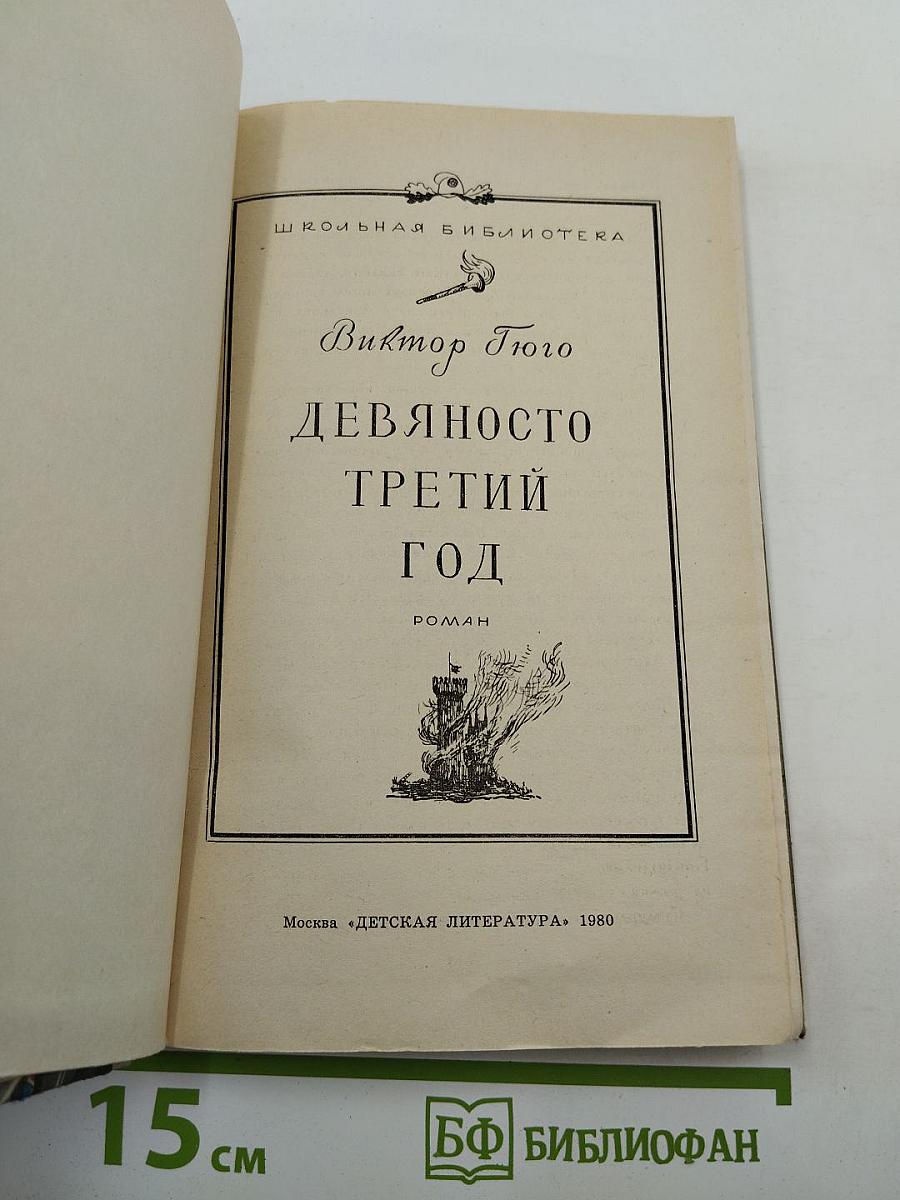 ШКОЛЬНАЯ БИБЛИОТЕКА
Виктор Гюго
ДЕВЯНОСТО
ТРЕТИЙ
ГОД
РОМАН
Москва «ДЕТСКАЯ ЛИТЕРАТУРА» 1980
15 см
БФ БИБЛИОФАН